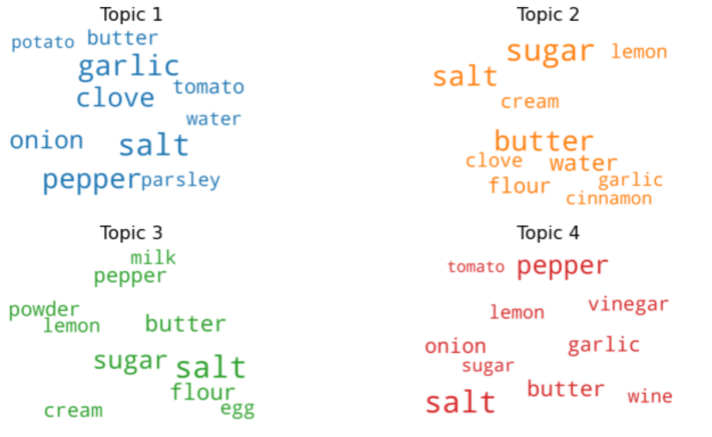 Topic 1
potato butter
garlic
clove tomato
water
onion salt
pepper parsley
Topic 2
sugar lemon
salt
cream
butter
clove water
flour garlic
cinnamon
Topic 3
milk
pepper
powder
lemon butter
sugar salt
flour
cream egg
Topic 4
tomato pepper
lemon vinegar
onion garlic
sugar
salt butter wine